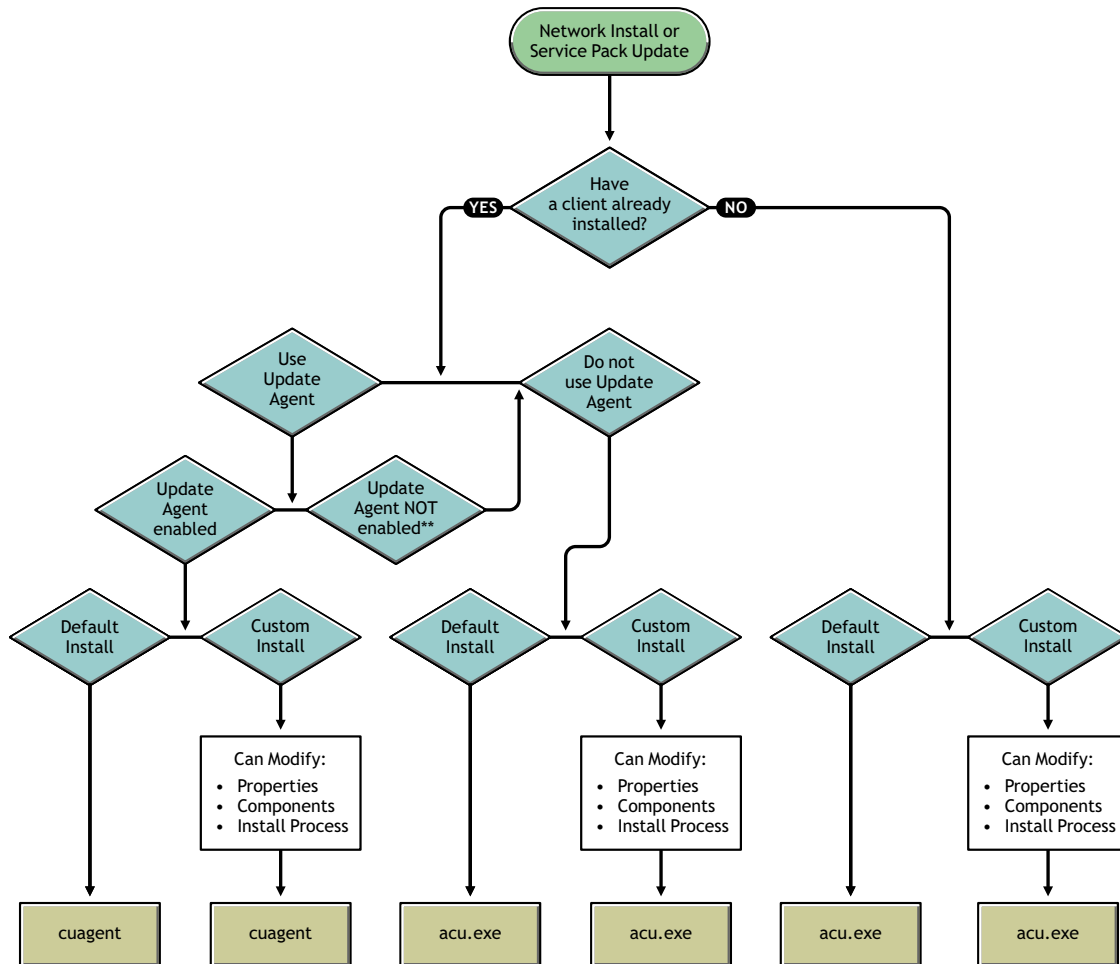 Network Install or
Service Pack Update
Have
a client already
installed?
YES
NO
Use
Update
Agent
Do not
use Update
Agent
Update
Agent
enabled
Update
Agent NOT
enabled**
Default
Install
Custom
Install
Default
Install
Custom
Install
Default
Install
Custom
Install
Can Modify:
• Properties
• Components
• Install Process
Can Modify:
• Properties
• Components
• Install Process
Can Modify:
• Properties
• Components
• Install Process
cuagent
cuagent
acu.exe
acu.exe
acu.exe
acu.exe